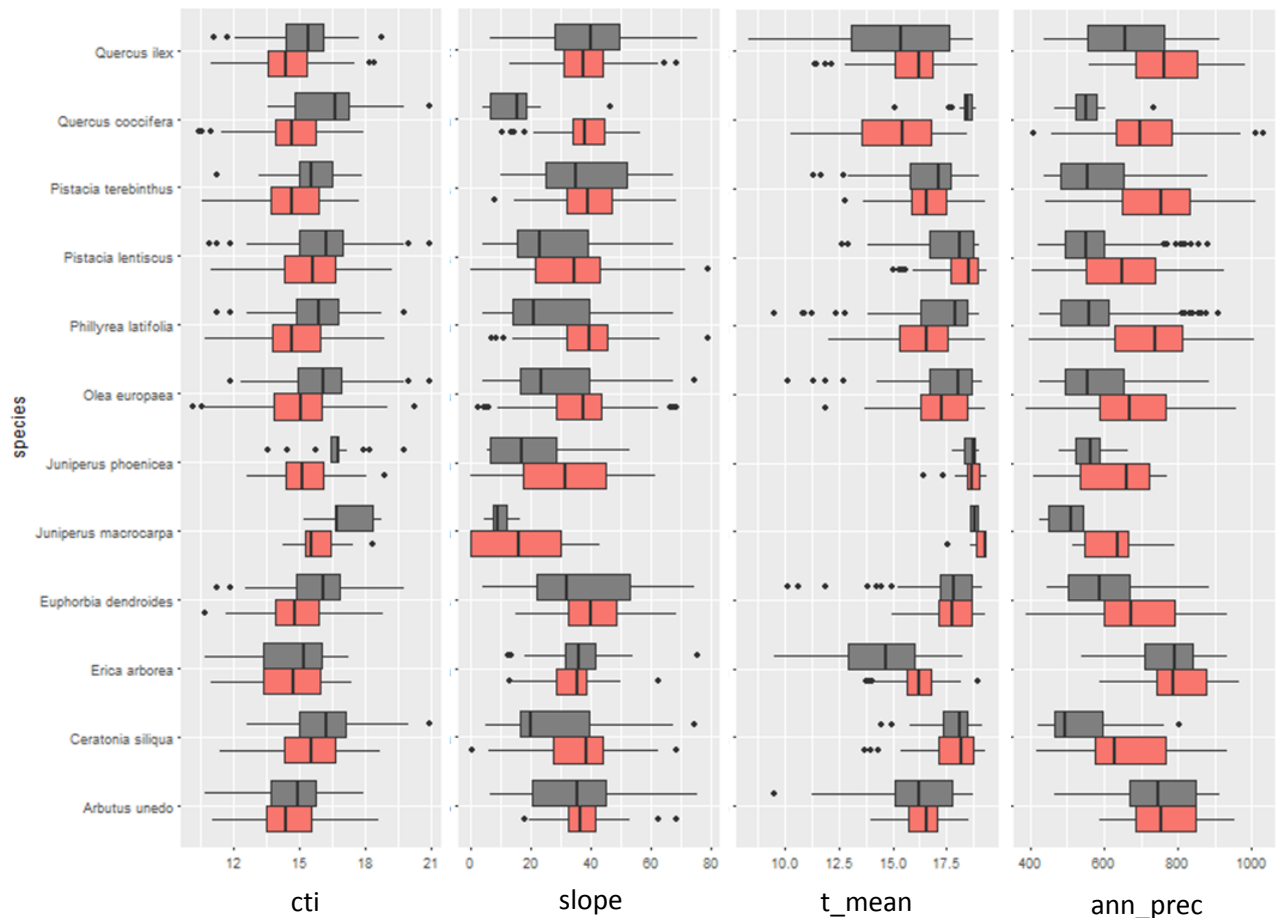 species
Quercus ilex
Quercus coccifera
Pistacia terebinthus
Pistacia lentiscus
Phillyrea latifolia
Olea europaea
Juniperus phoenicea
Juniperus macrocarpa
Euphorbia dendroides
Erica arborea
Ceratonia siliqua
Arbutus unedo
12 15 18 21 0 20 40 60 80 10.0 12.5 15.0 17.5 400 600 800 1000
cti slope t_mean ann_prec